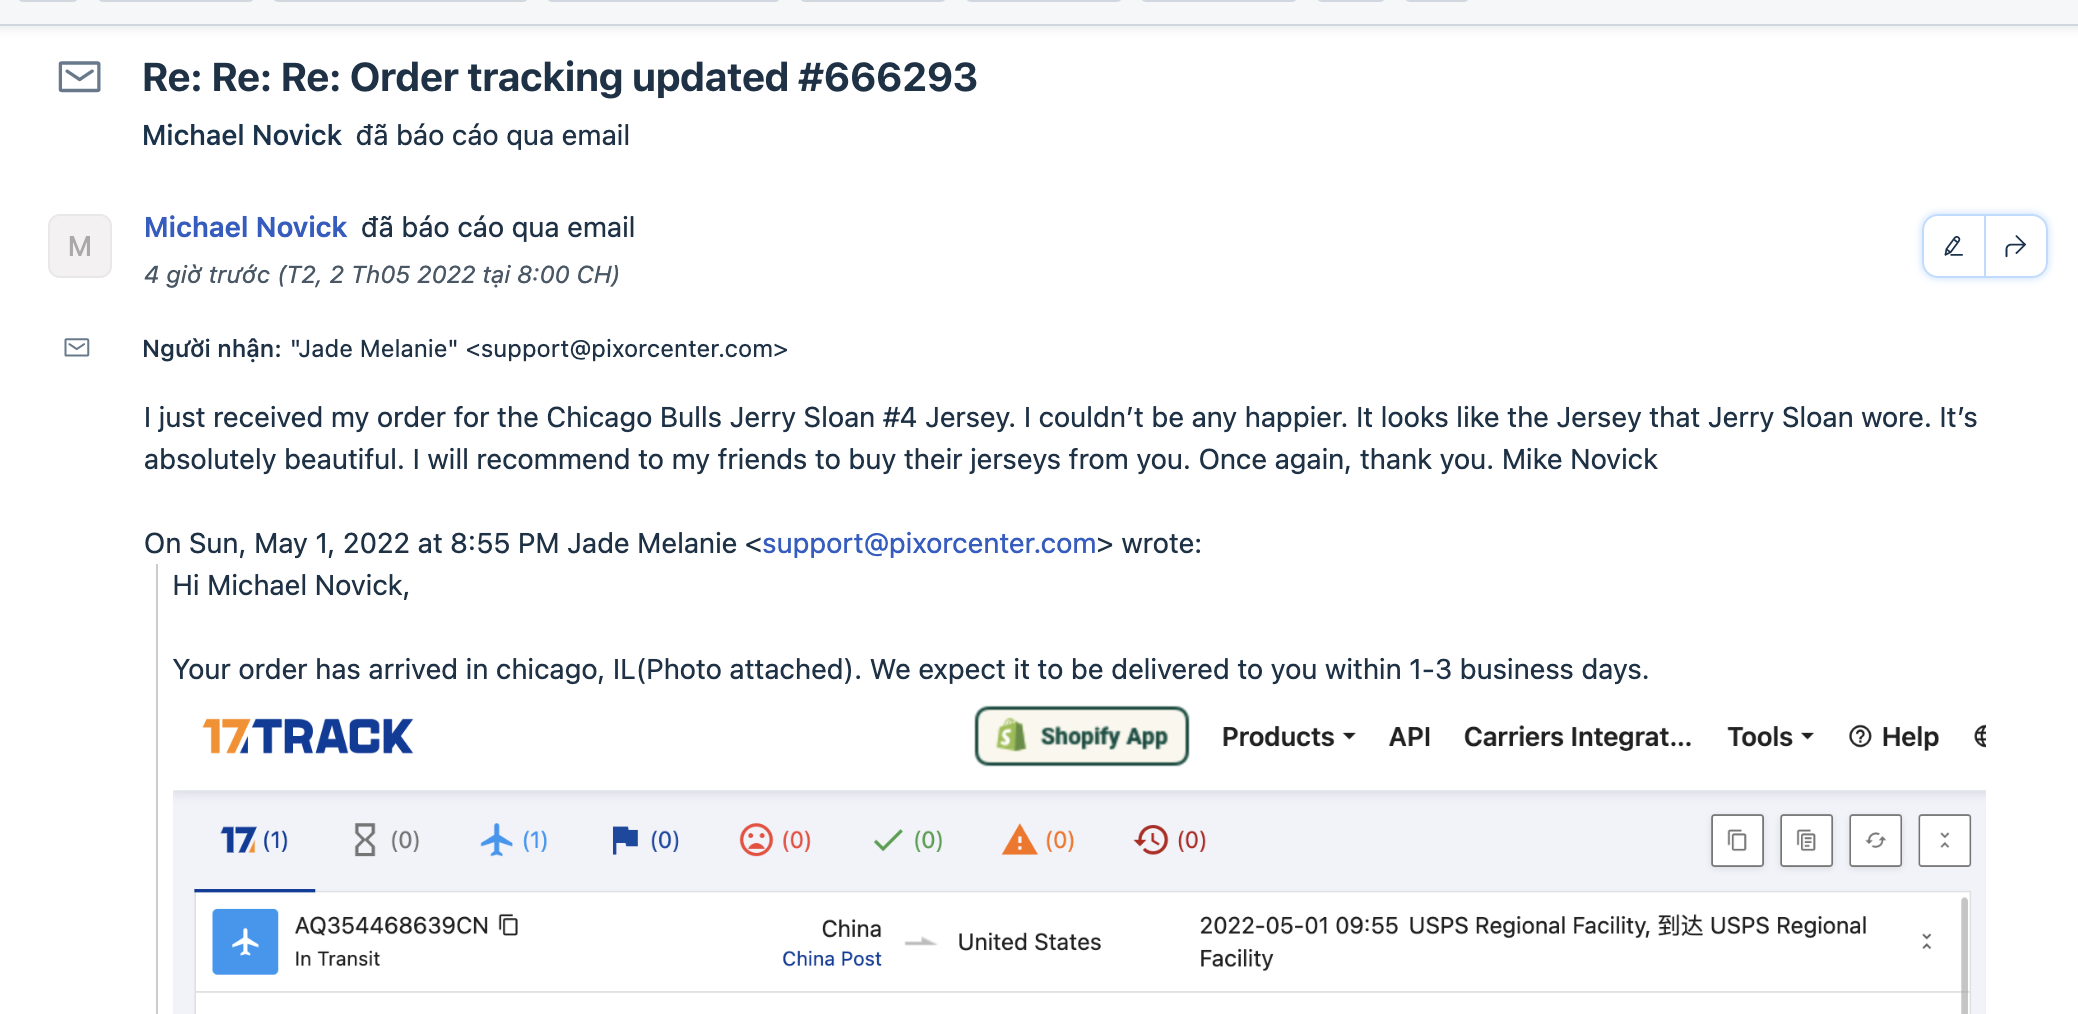 Re: Re: Re: Order tracking updated #666293
Michael Novick đã báo cáo qua email
M
Michael Novick đã báo cáo qua email
4 giờ trước (T2, 2 Th05 2022 tại 8:00 CH)
Người nhận: "Jade Melanie" <support@pixorcenter.com>
I just received my order for the Chicago Bulls Jerry Sloan #4 Jersey. I couldn’t be any happier. It looks like the Jersey that Jerry Sloan wore. It’s
absolutely beautiful. I will recommend to my friends to buy their jerseys from you. Once again, thank you. Mike Novick
On Sun, May 1, 2022 at 8:55 PM Jade Melanie <support@pixorcenter.com> wrote:
Hi Michael Novick,
Your order has arrived in chicago, IL(Photo attached). We expect it to be delivered to you within 1-3 business days.
17TRACK Shopify App Products API Carriers Integrat... Tools Help
17 (1) (0) (1) (0) (0) (0) (0) (0)
AQ354468639CN China United States 2022-05-01 09:55 USPS Regional Facility, 到达 USPS Regional
In Transit China Post Facility